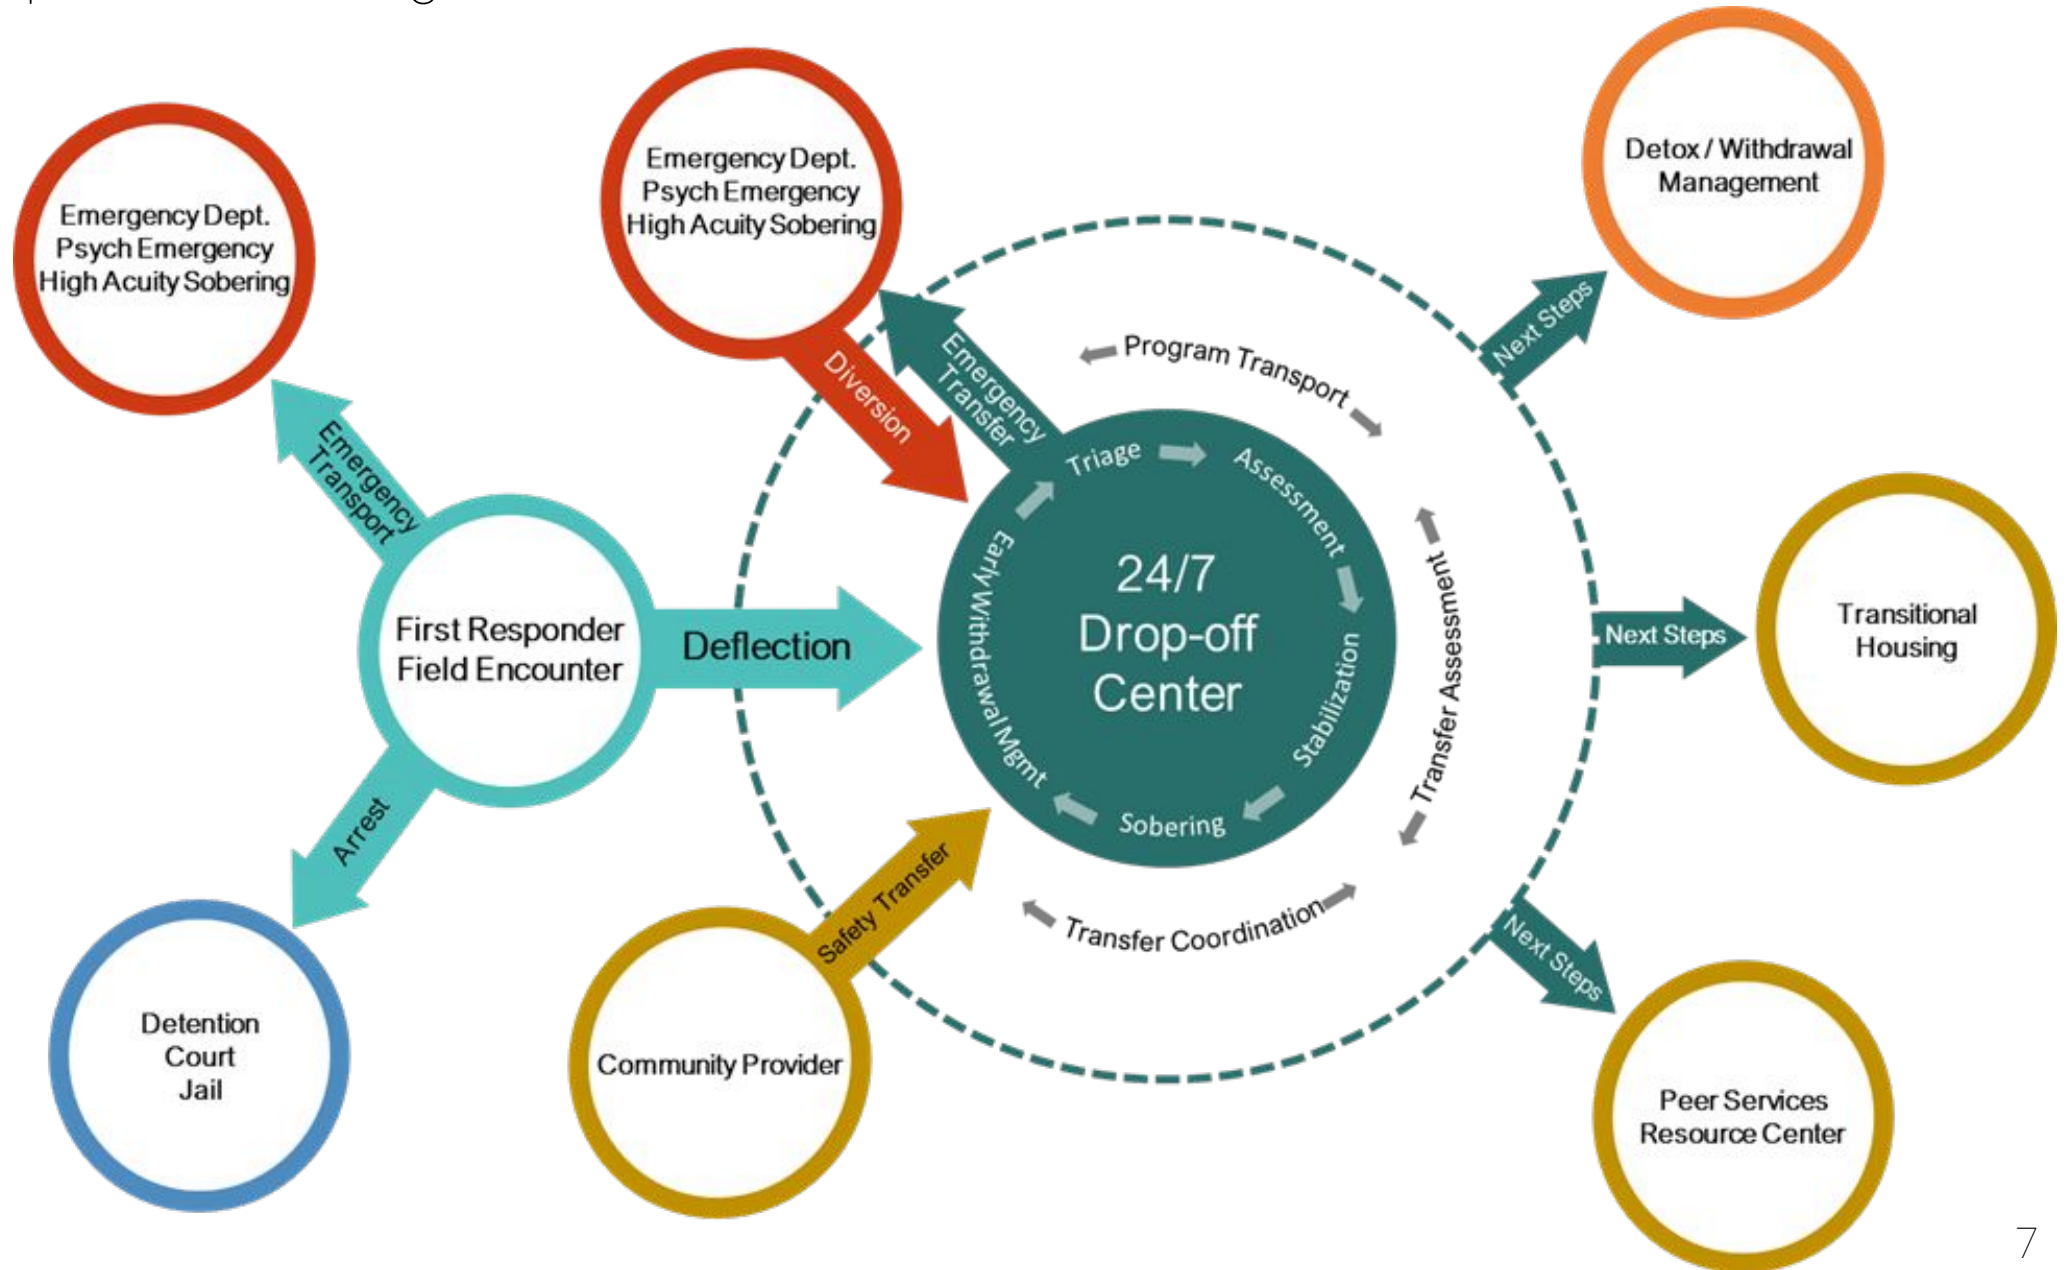 Emergency Dept.
Psych Emergency
High Acuity Sobering
Emergency Dept.
Psych Emergency
High Acuity Sobering
Detox / Withdrawal
Management
Emergency
Transport
Diversion
Emergency
Transfer
Program Transport
Next Steps
First Responder
Field Encounter
Deflection
Triage
Assessment
Stabilization
Sobering
Early Withdrawal Mgmt
24/7
Drop-off
Center
Transfer Assessment
Transfer Coordination
Next Steps
Transitional
Housing
Arrest
Safety Transfer
Next Steps
Detention
Court
Jail
Community Provider
Peer Services
Resource Center
7